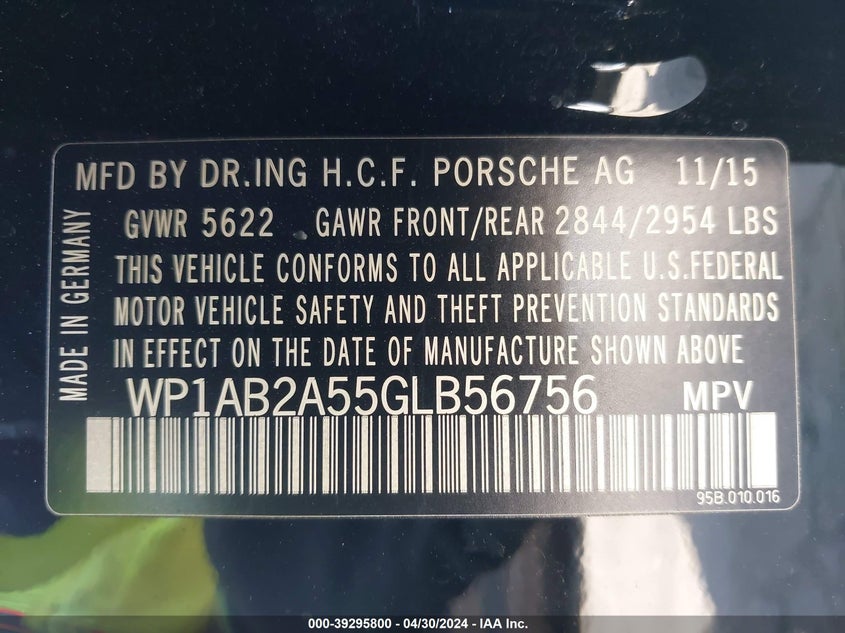 MFD BY DR.ING H.C.F. PORSCHE AG 11/15
GVWR 5622 GAWR FRONT/REAR 2844/2954 LBS
THIS VEHICLE CONFORMS TO ALL APPLICABLE U.S.FEDERAL
MOTOR VEHICLE SAFETY AND THEFT PREVENTION STANDARDS
IN EFFECT ON THE DATE OF MANUFACTURE SHOWN ABOVE
MADE IN GERMANY
WP1AB2A55GLB56756 MPV
95B.010.016
000-39295800 - 04/30/2024 - IAA Inc.